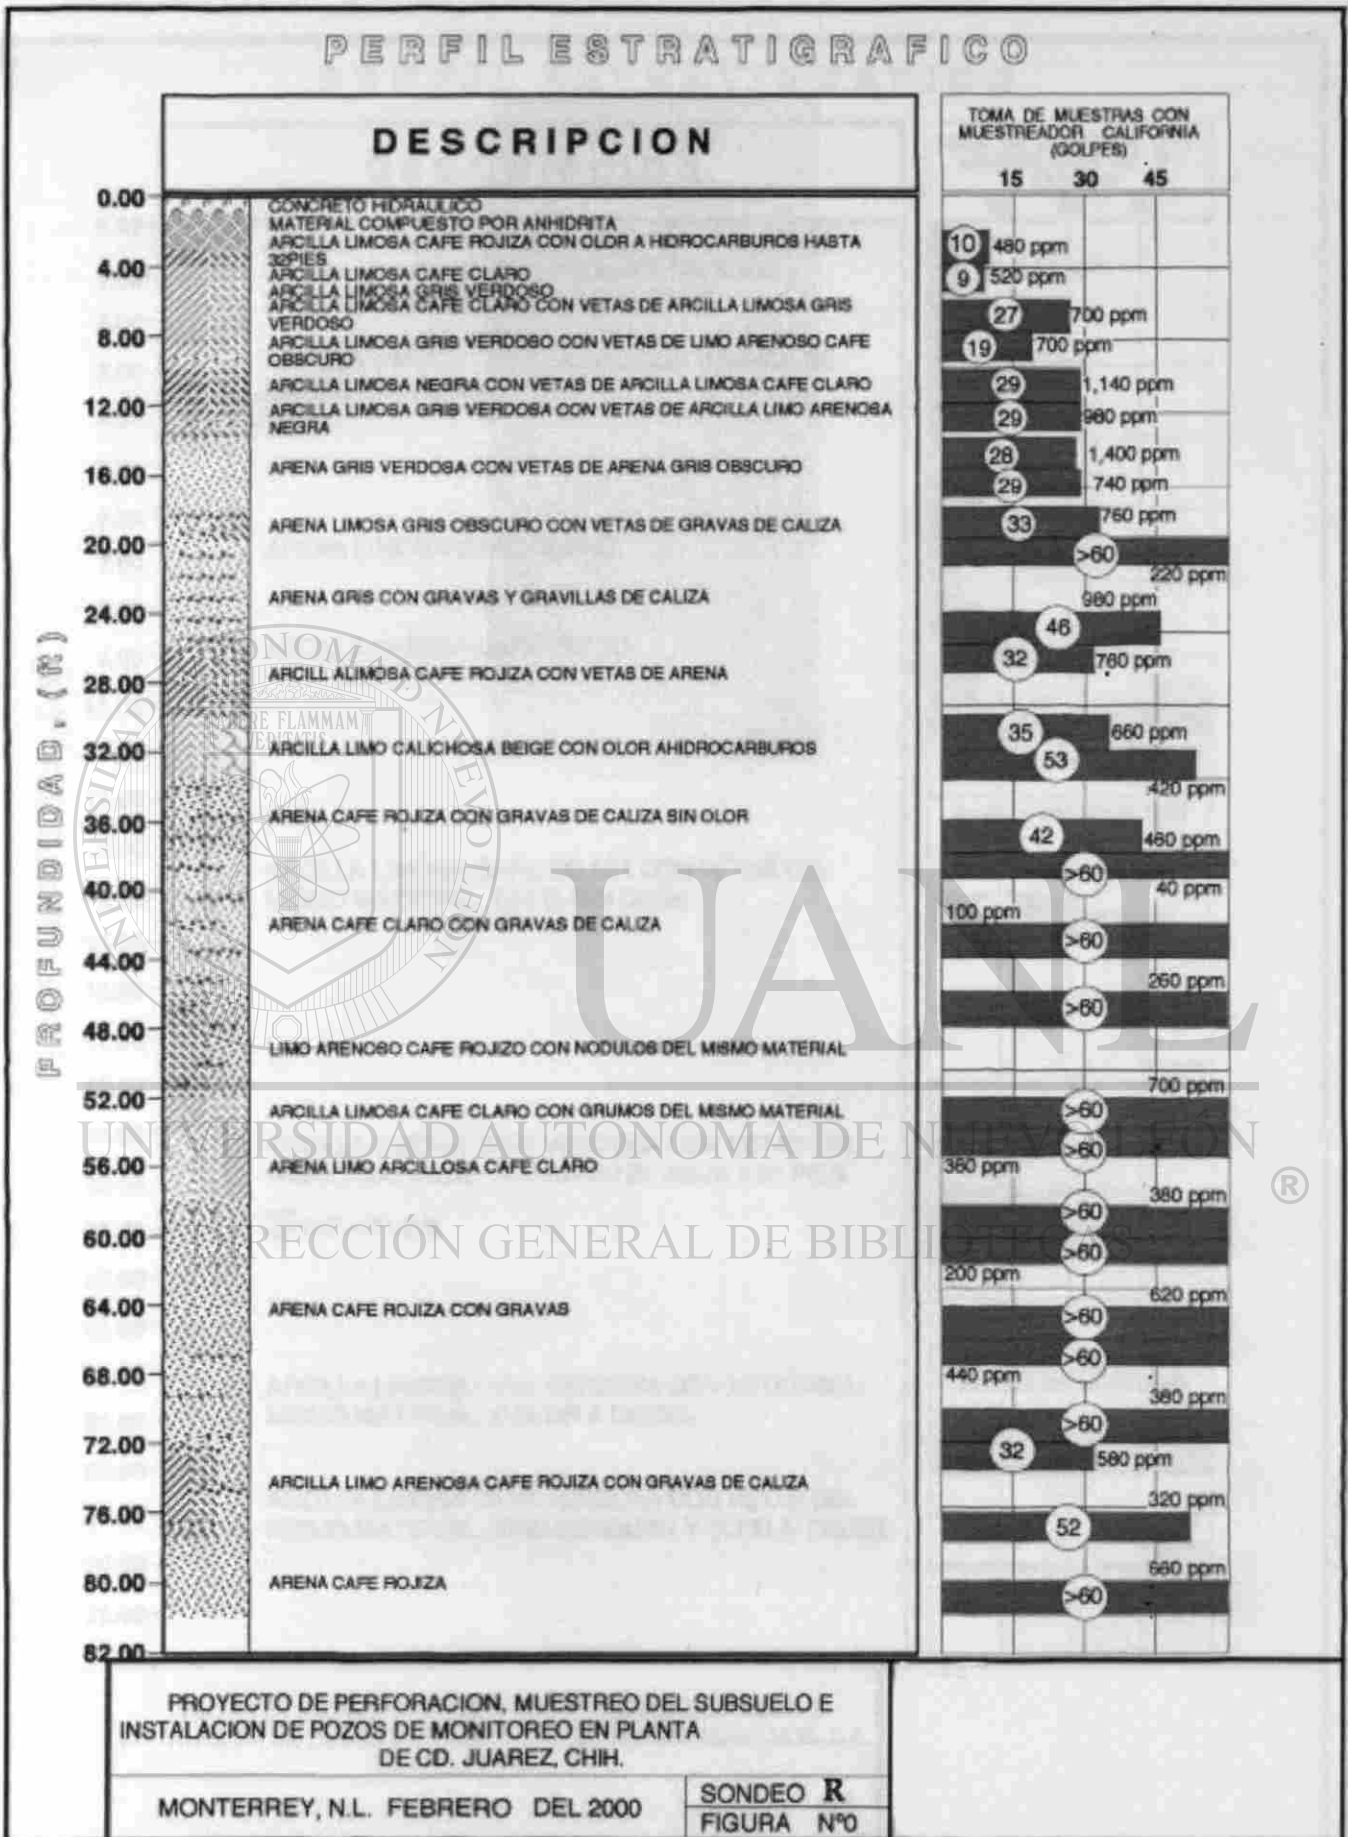 PERFIL ESTRATIGRAFICO
DESCRIPCION
TOMA DE MUESTRAS CON
MUESTREADOR CALIFORNIA
(GOLPES)
15 30 45
PROFUNDIDAD, (ft)
0.00
4.00
8.00
12.00
16.00
20.00
24.00
28.00
32.00
36.00
40.00
44.00
48.00
52.00
56.00
60.00
64.00
68.00
72.00
76.00
80.00
82.00
CONCRETO HIDRAULICO
MATERIAL COMPUESTO POR ANHIDRITA
ARCILLA LIMOSA CAFE ROJIZA CON OLOR A HIDROCARBUROS HASTA
32PIES
ARCILLA LIMOSA CAFE CLARO
ARCILLA LIMOSA GRIS VERDOSO
ARCILLA LIMOSA CAFE CLARO CON VETAS DE ARCILLA LIMOSA GRIS
VERDOSO
ARCILLA LIMOSA GRIS VERDOSO CON VETAS DE LIMO ARENOSO CAFE
OBSCURO
ARCILLA LIMOSA NEGRA CON VETAS DE ARCILLA LIMOSA CAFE CLARO
ARCILLA LIMOSA GRIS VERDOSA CON VETAS DE ARCILLA LIMO ARENOSA
NEGRA
ARENA GRIS VERDOSA CON VETAS DE ARENA GRIS OBSCURO
ARENA LIMOSA GRIS OBSCURO CON VETAS DE GRAVAS DE CALIZA
ARENA GRIS CON GRAVAS Y GRAVILLAS DE CALIZA
ARCILL ALIMOSA CAFE ROJIZA CON VETAS DE ARENA
ARCILLA LIMO CALICHOSA BEIGE CON OLOR AHIDROCARBUROS
ARENA CAFE ROJIZA CON GRAVAS DE CALIZA SIN OLOR
ARENA CAFE CLARO CON GRAVAS DE CALIZA
LIMO ARENOSO CAFE ROJIZO CON NODULOS DEL MISMO MATERIAL
ARCILLA LIMOSA CAFE CLARO CON GRUMOS DEL MISMO MATERIAL
ARENA LIMO ARCILLOSA CAFE CLARO
ARENA CAFE ROJIZA CON GRAVAS
ARCILLA LIMO ARENOSA CAFE ROJIZA CON GRAVAS DE CALIZA
ARENA CAFE ROJIZA
10 480 ppm
9 520 ppm
27 700 ppm
19 700 ppm
29 1,140 ppm
29 980 ppm
28 1,400 ppm
29 740 ppm
33 760 ppm
>60
220 ppm
980 ppm
46
32 760 ppm
35 660 ppm
53
420 ppm
42 460 ppm
>60
40 ppm
100 ppm
>60
260 ppm
>60
700 ppm
>60
>60
360 ppm
380 ppm
>60
>60
200 ppm
620 ppm
>60
>60
440 ppm
380 ppm
>60
32 580 ppm
320 ppm
52
660 ppm
>60
UANL
UNIVERSIDAD AUTONOMA DE NUEVO LEÓN
®
DIRECCIÓN GENERAL DE BIBLIOTECAS
PROYECTO DE PERFORACION, MUESTREO DEL SUBSUELO E
INSTALACION DE POZOS DE MONITOREO EN PLANTA
DE CD. JUAREZ, CHIH.
MONTERREY, N.L. FEBRERO DEL 2000
SONDEO R
FIGURA Nº0